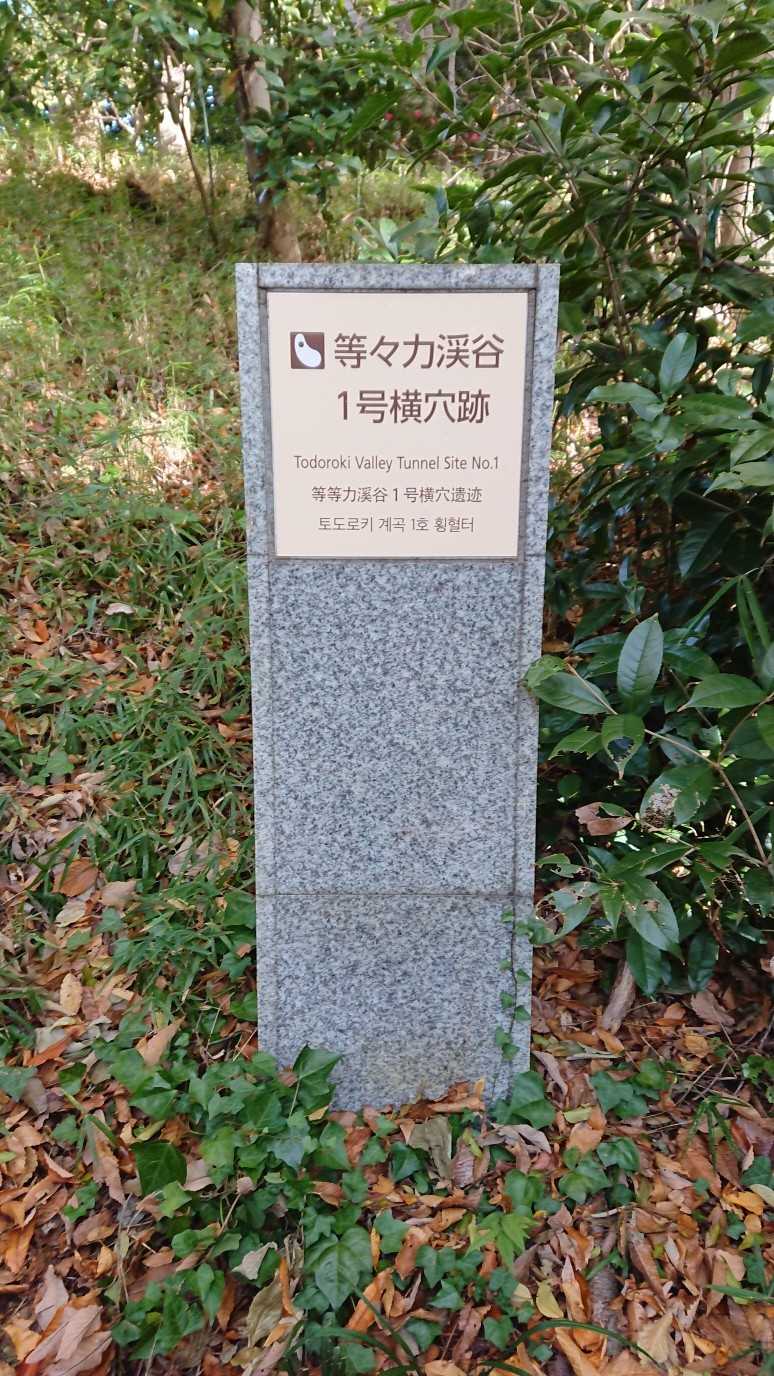 等々力渓谷
1号横穴跡
Todoroki Valley Tunnel Site No.1
等等力溪谷1号横穴遗迹
토도로키 계곡 1호 횡혈터